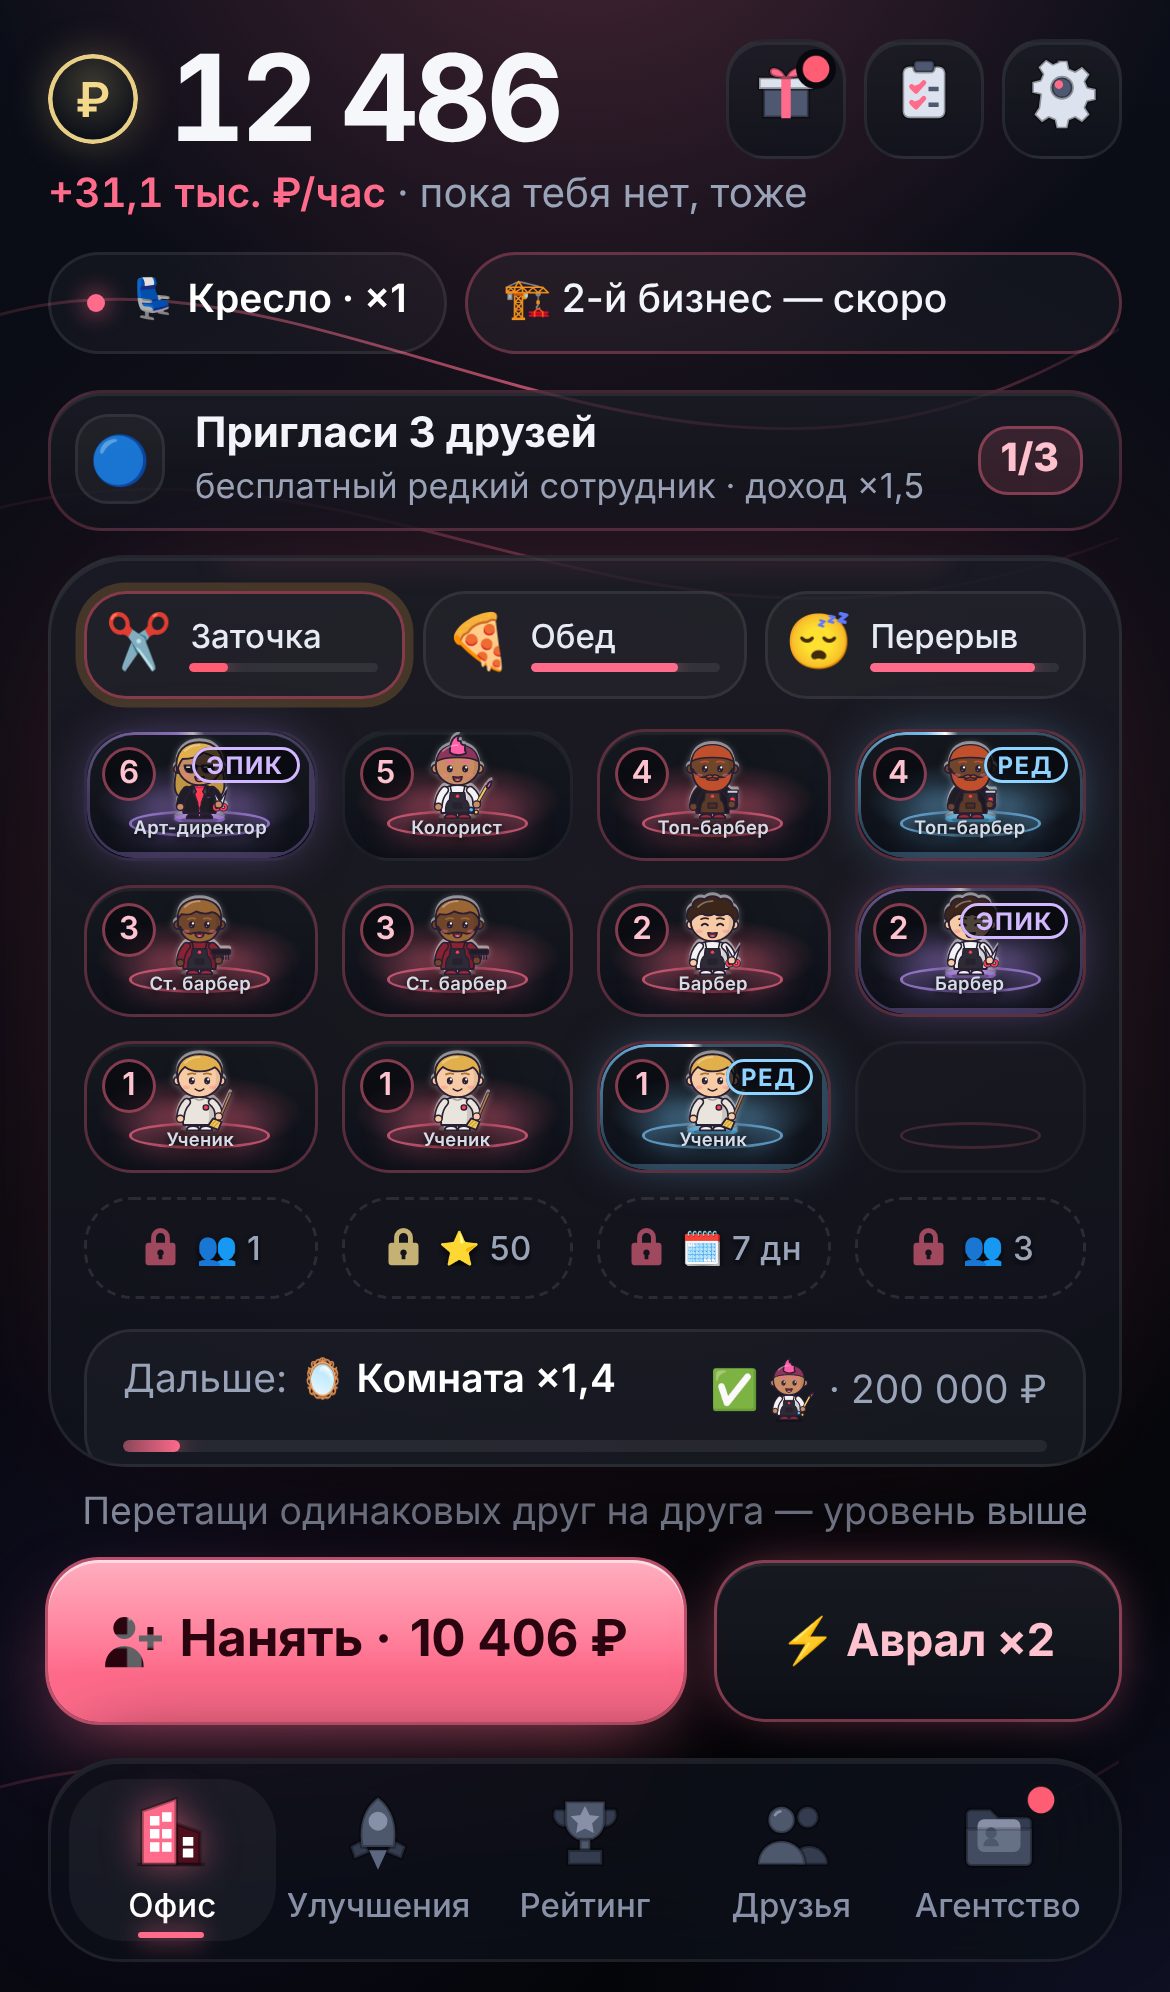 ₽ 12 486
+31,1 тыс. ₽/час · пока тебя нет, тоже
Кресло · ×1
2-й бизнес — скоро
Пригласи 3 друзей
бесплатный редкий сотрудник · доход ×1,5
1/3
Заточка
Обед
Перерыв
6 ЭПИК
Арт-директор
5
Колорист
4
Топ-барбер
4 РЕД
Топ-барбер
3
Ст. барбер
3
Ст. барбер
2
Барбер
2 ЭПИК
Барбер
1
Ученик
1
Ученик
1 РЕД
Ученик
1
50
7 дн
3
Дальше: Комната ×1,4
· 200 000 ₽
Перетащи одинаковых друг на друга — уровень выше
Нанять · 10 406 ₽
Аврал ×2
Офис
Улучшения
Рейтинг
Друзья
Агентство